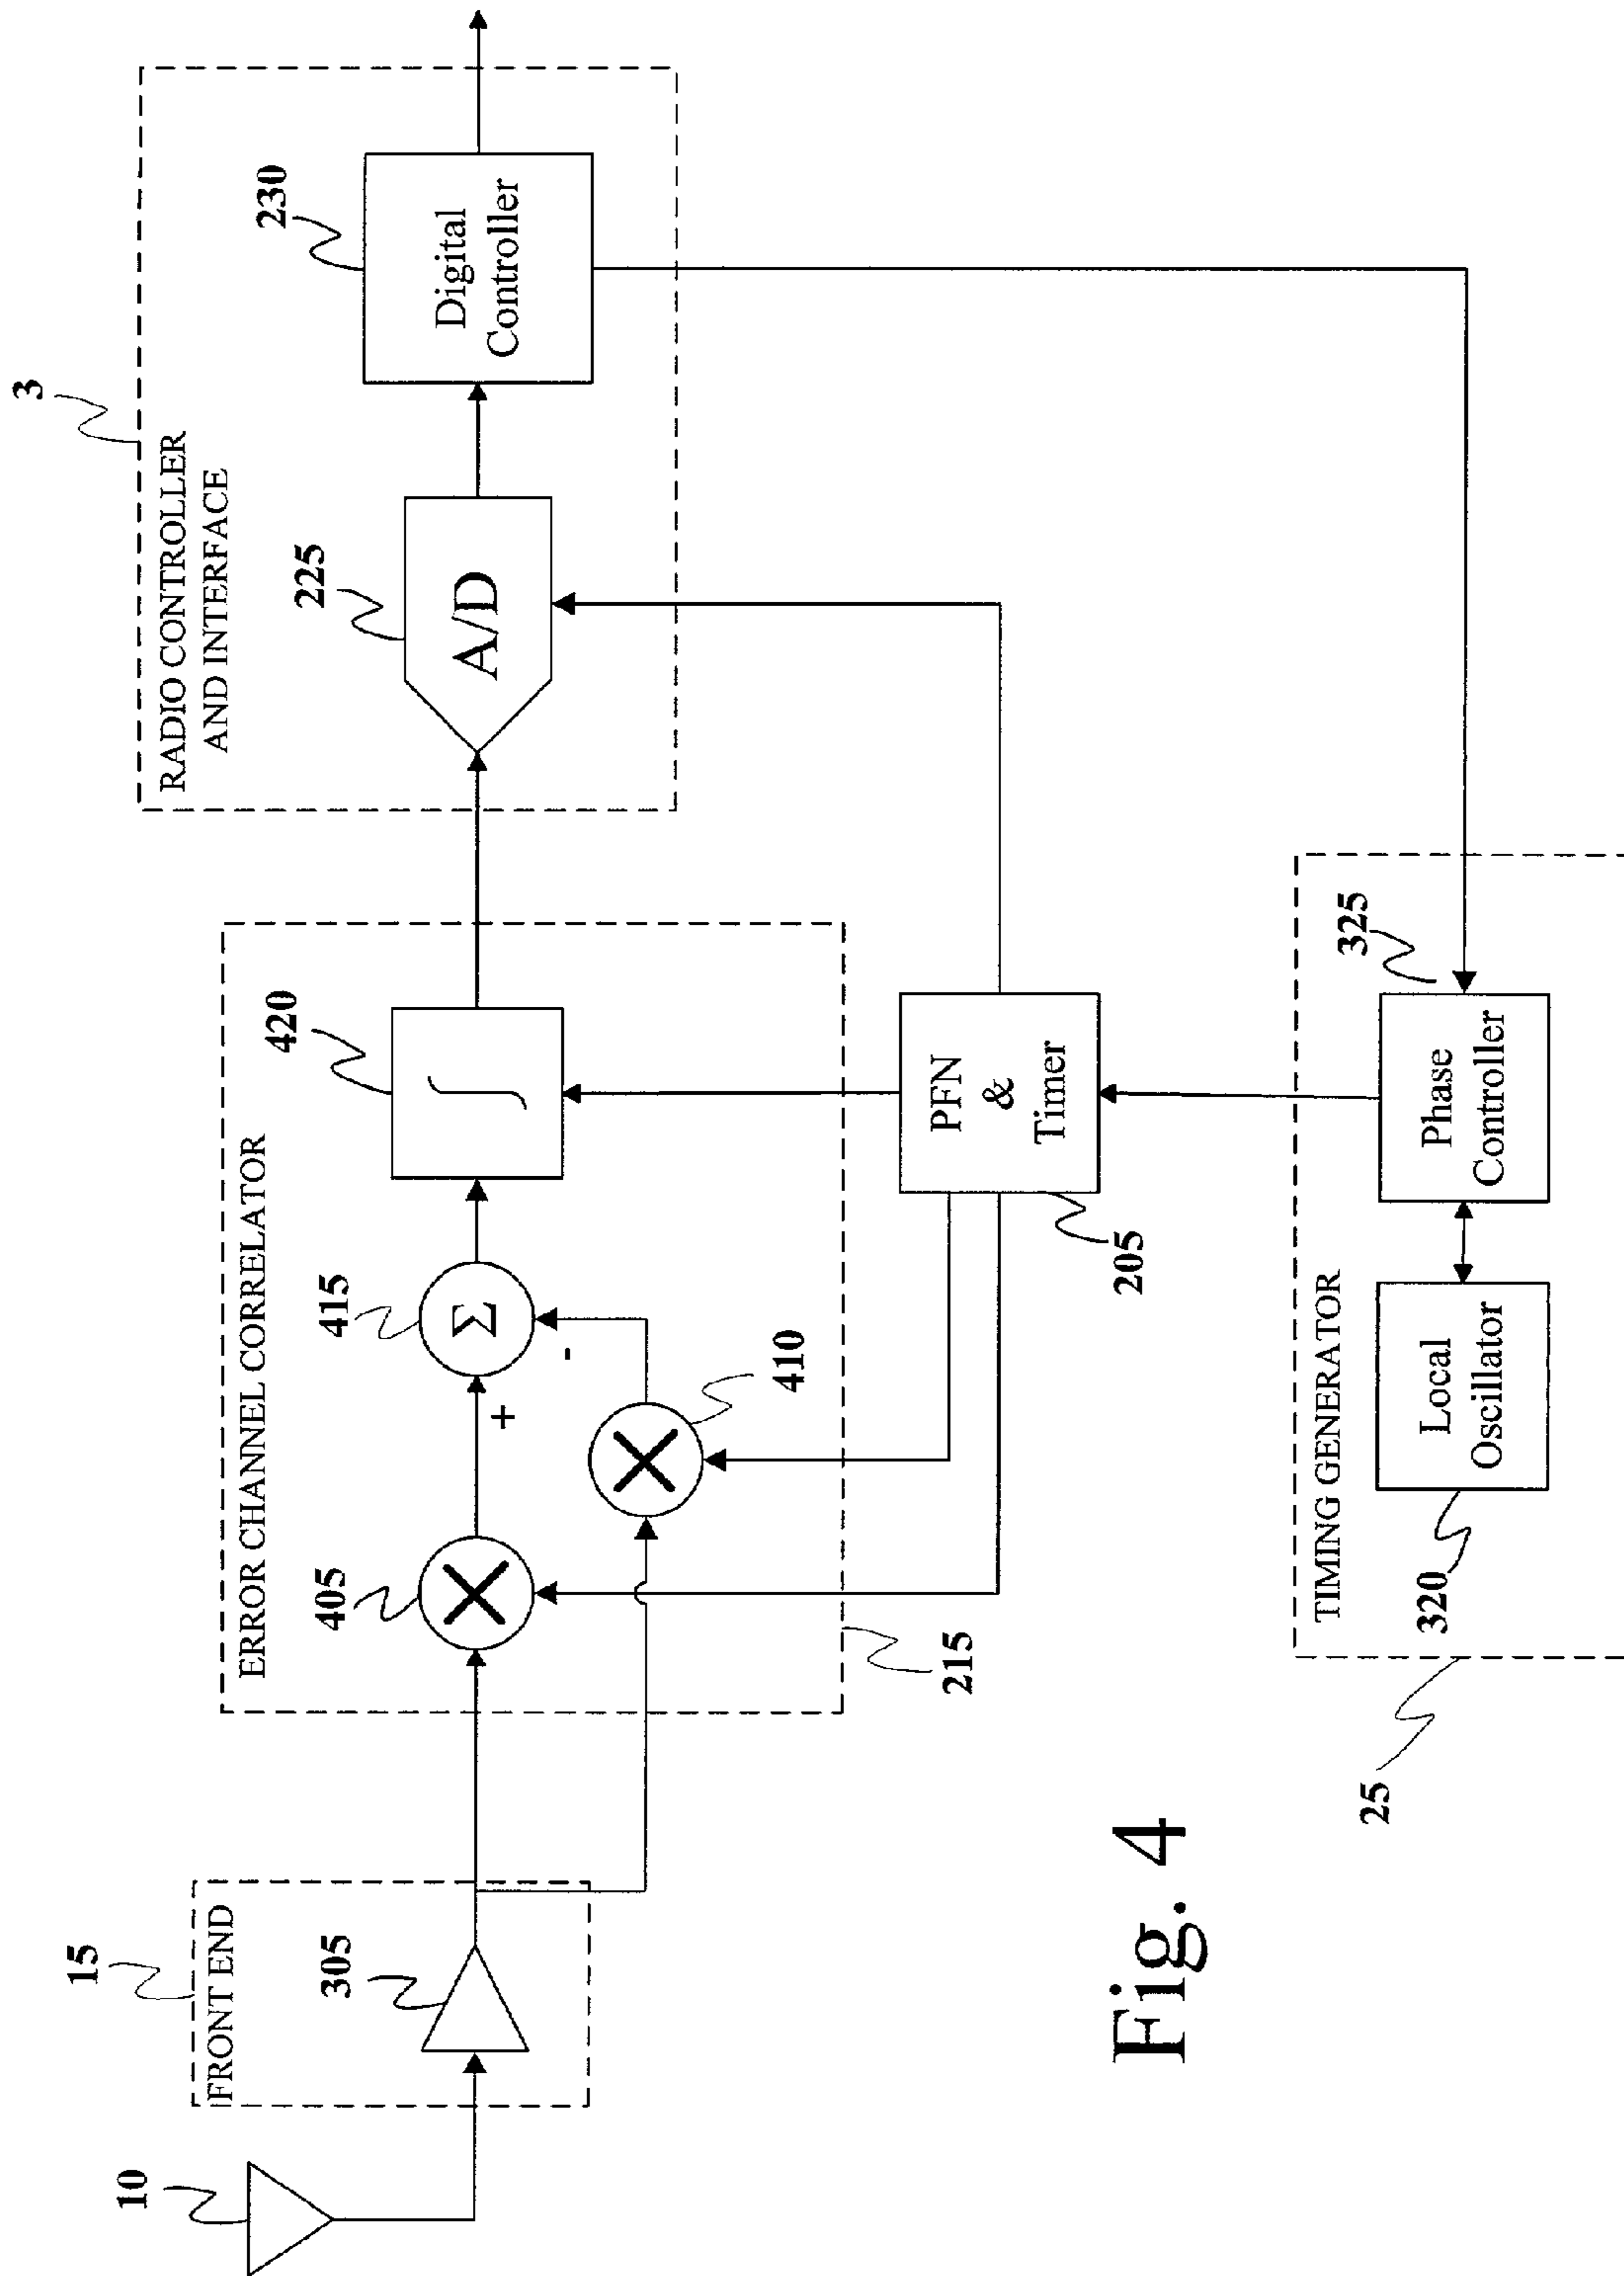 3
RADIO CONTROLLER
AND INTERFACE
230
Digital
Controller
225
A/D
ERROR CHANNEL CORRELATOR
420
∫
415
Σ
+
-
410
405
215
15
FRONT END
305
10
PFN
&
Timer
205
TIMING GENERATOR
325
Phase
Controller
Local
Oscillator
320
25
Fig. 4